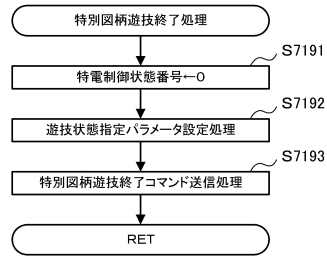 特別図柄遊技終了処理
S7191
特電制御状態番号←0
S7192
遊技状態指定パラメータ設定処理
S7193
特別図柄遊技終了コマンド送信処理
RET